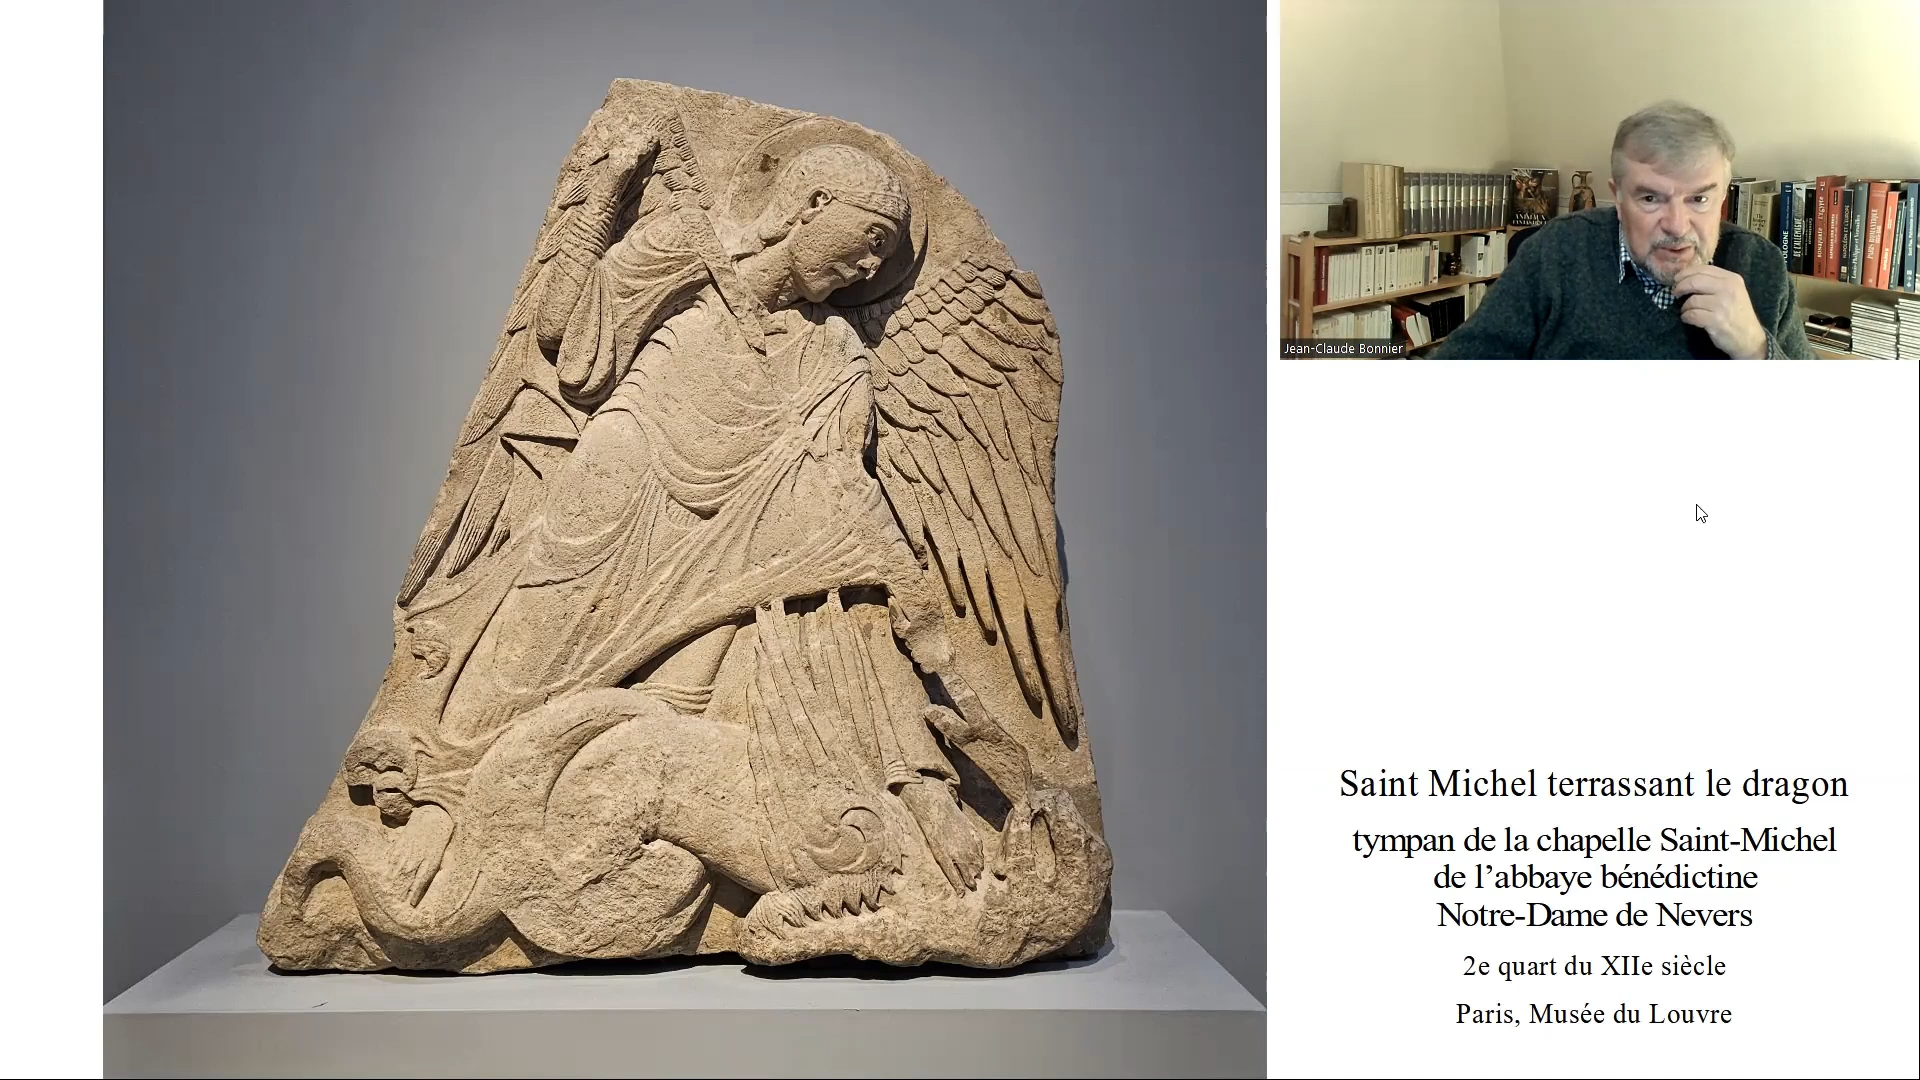 Jean-Claude Bonnier
Saint Michel terrassant le dragon
tympan de la chapelle Saint-Michel
de l’abbaye bénédictine
Notre-Dame de Nevers
2e quart du XIIe siècle
Paris, Musée du Louvre